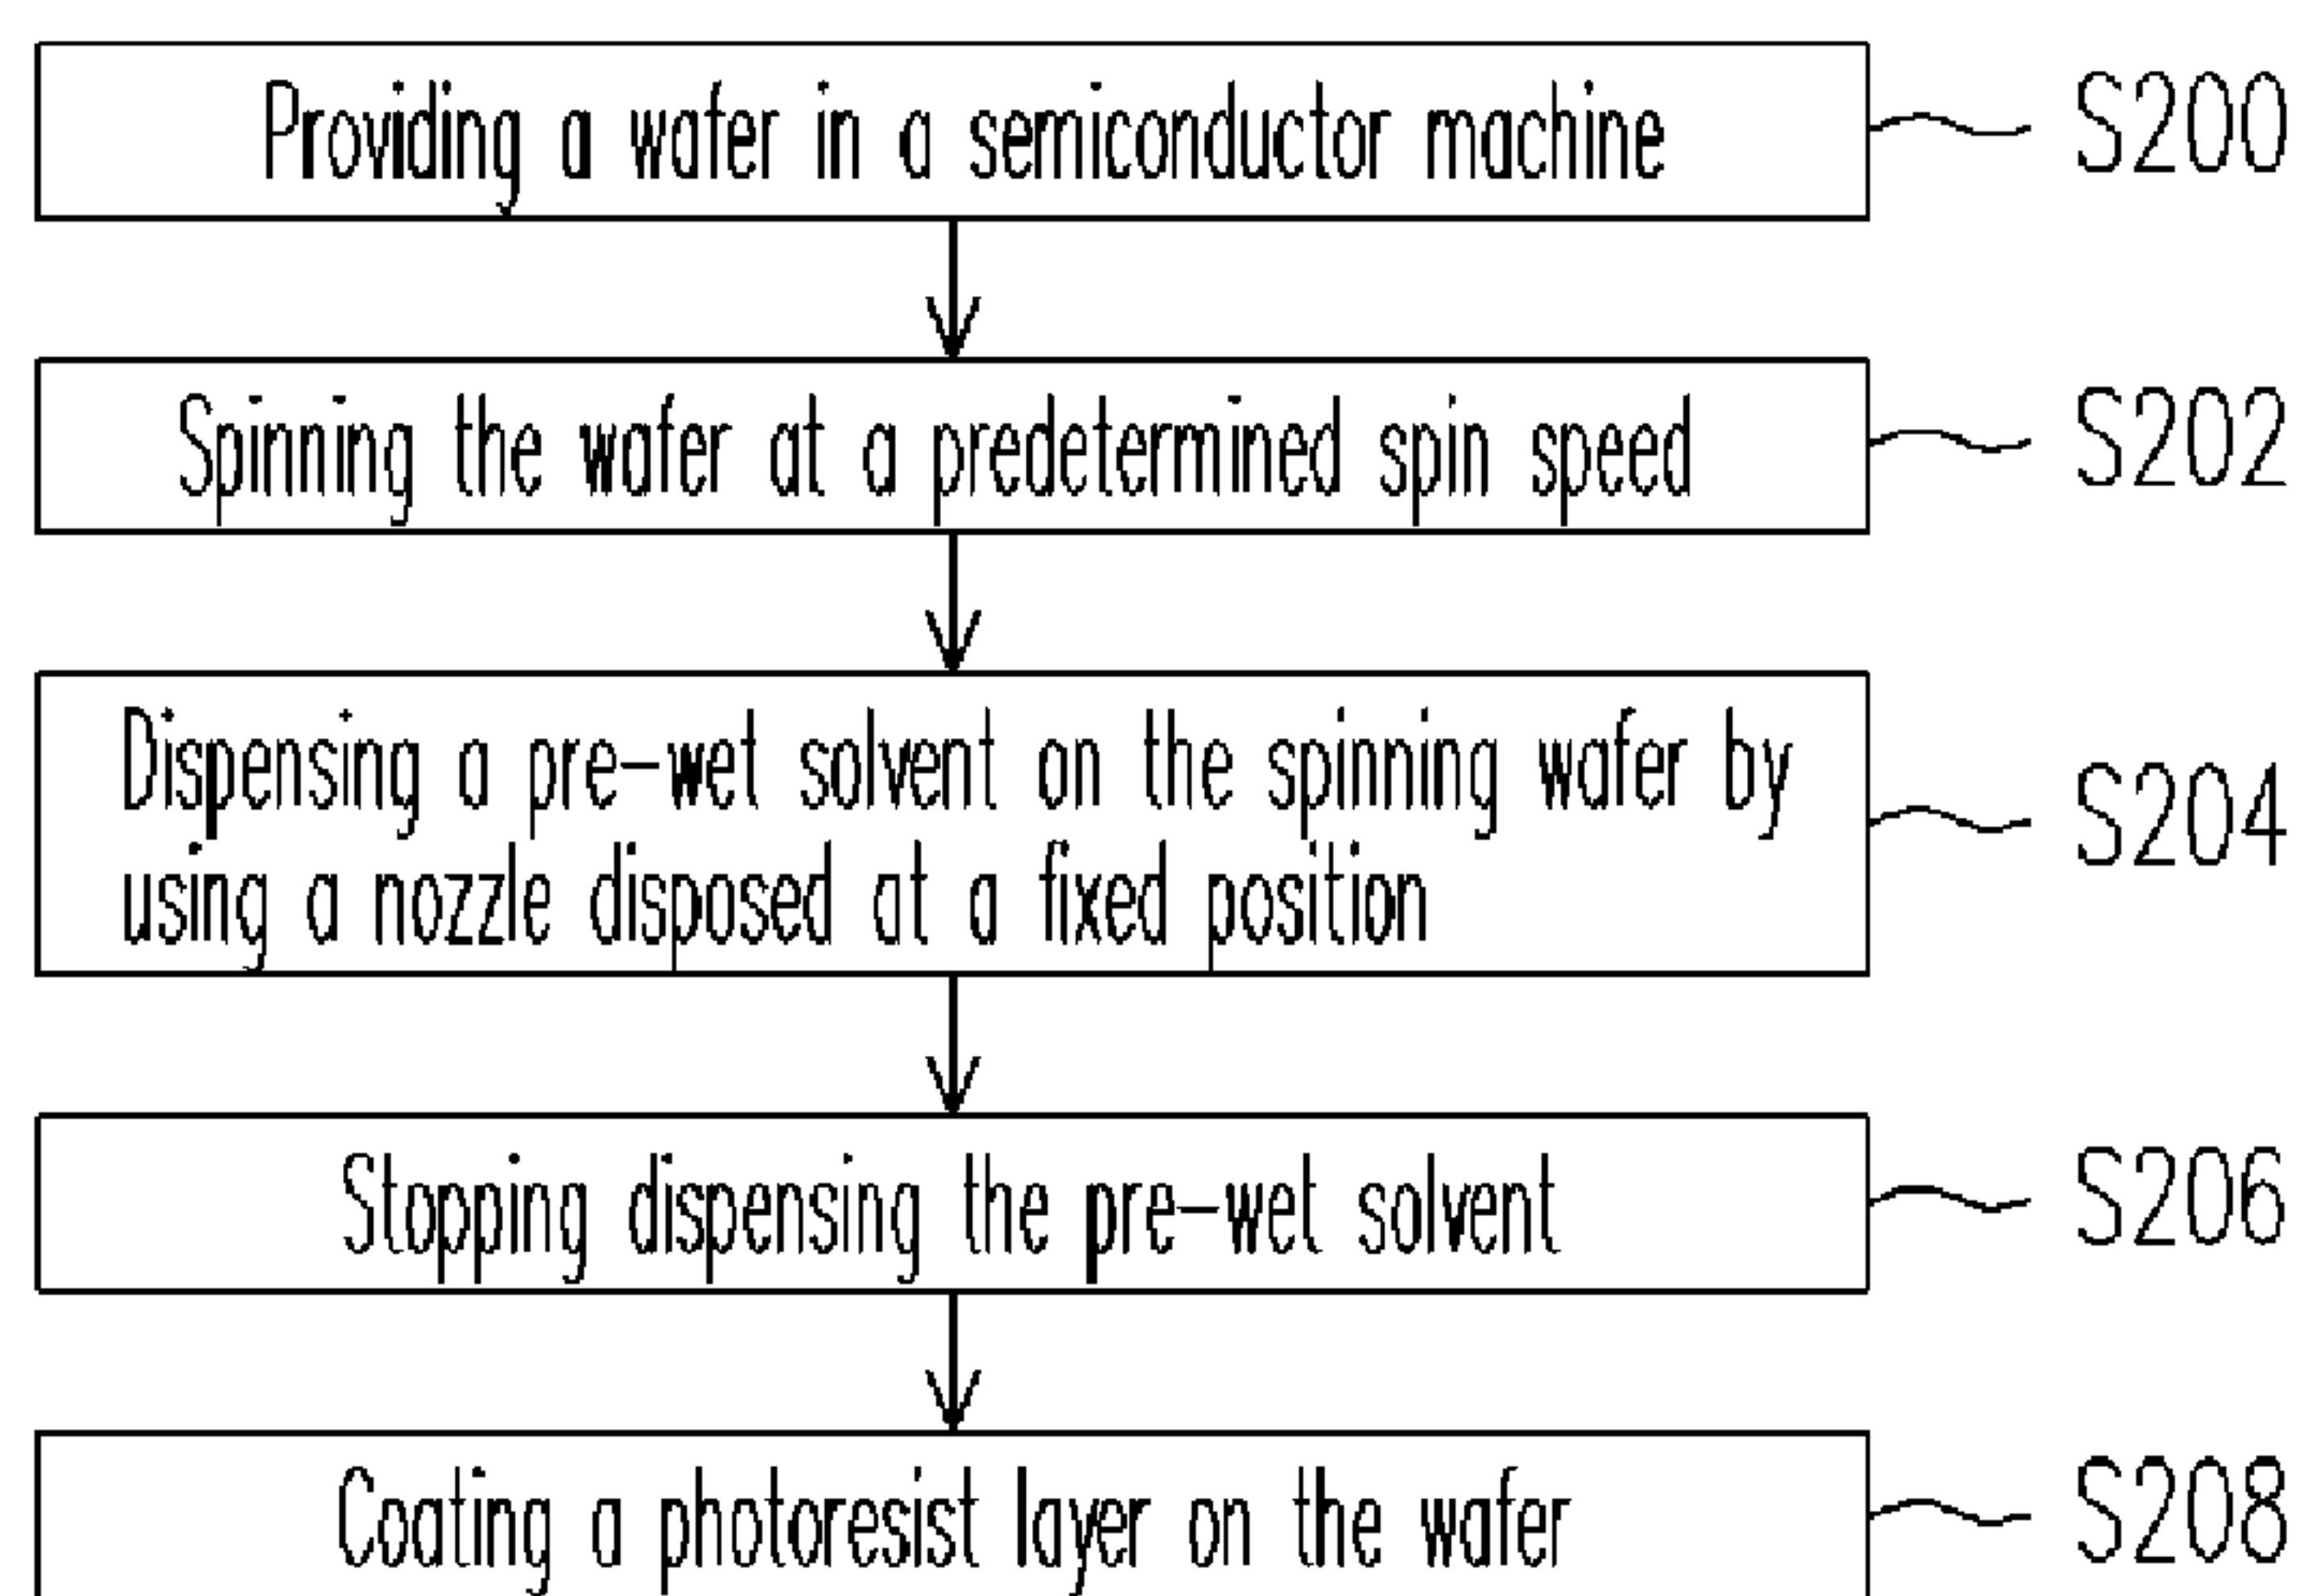 Providing a wafer in a semiconductor machine
S200
Spinning the wafer at a predetermined spin speed
S202
Dispensing a pre-wet solvent on the spinning wafer by
using a nozzle disposed at a fixed position
S204
Stopping dispensing the pre-wet solvent
S206
Coating a photoresist layer on the wafer
S208